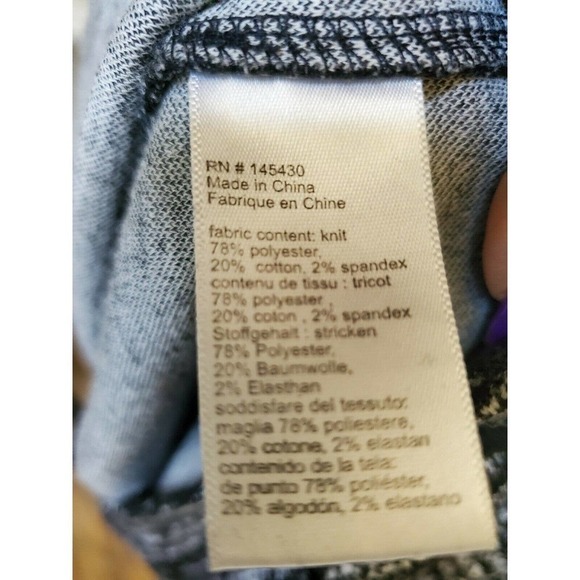 RN # 145430
Made in China
Fabrique en Chine
fabric content: knit
78% polyester,
20% cotton, 2% spandex
contenu de tissu : tricot
78% polyester ,
20% coton , 2% spandex
Stoffgehalt : stricken
78% Polyester,
20% Baumwolle,
2% Elasthan
soddisfare del tessuto:
maglia 78% poliestere,
20% cotone, 2% elastan
contenido de la tela:
de punto 78% poliéster,
20% algodón, 2% elastano